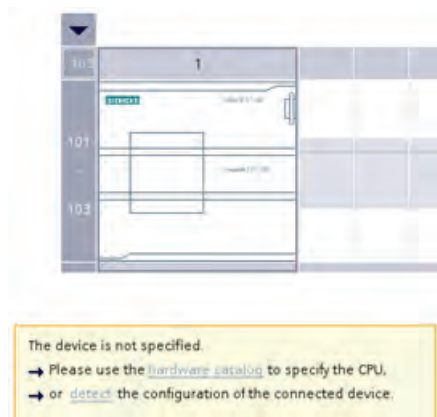 103
1
SIEMENS
101
-
103
The device is not specified.
→ Please use the hardware catalog to specify the CPU,
→ or detect the configuration of the connected device.